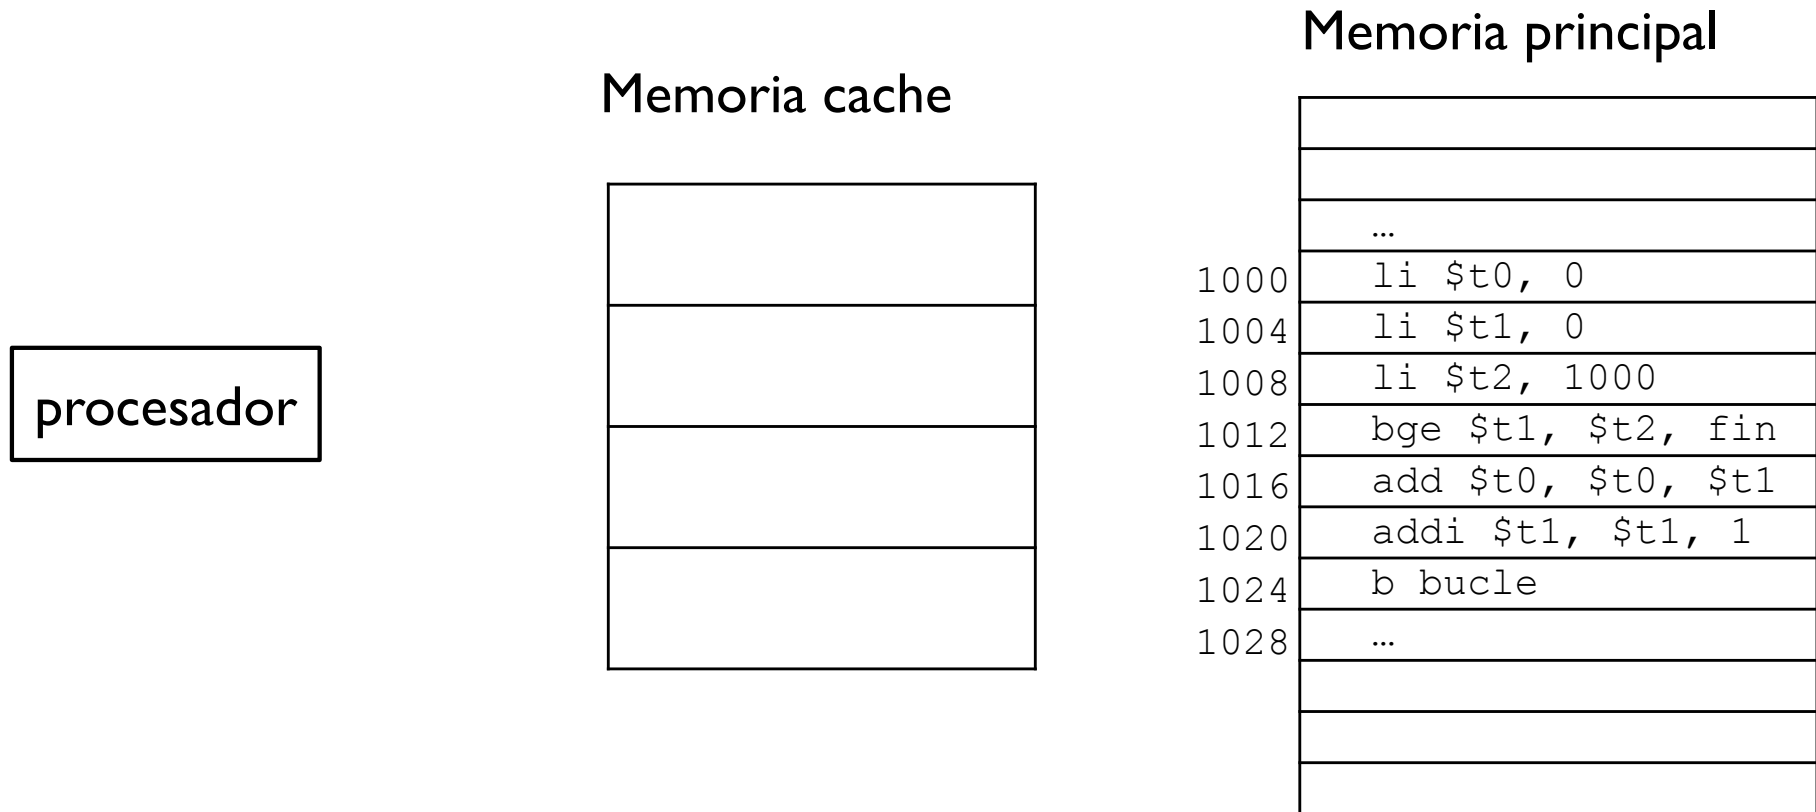 Memoria principal
Memoria cache
procesador
…
1000 li $t0, 0
1004 li $t1, 0
1008 li $t2, 1000
1012 bge $t1, $t2, fin
1016 add $t0, $t0, $t1
1020 addi $t1, $t1, 1
1024 b bucle
1028 …